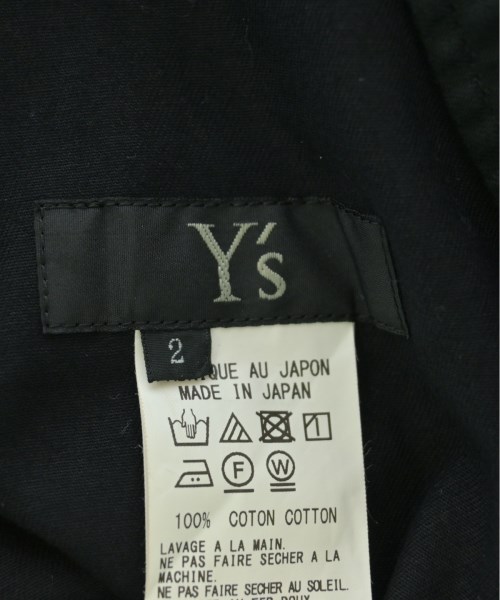 Y's
2
QUE AU JAPON
MADE IN JAPAN
F W
100% COTON COTTON
LAVAGE A LA MAIN.
NE PAS FAIRE SECHER A LA
MACHINE.
NE PAS FAIRE SECHER AU SOLEIL.